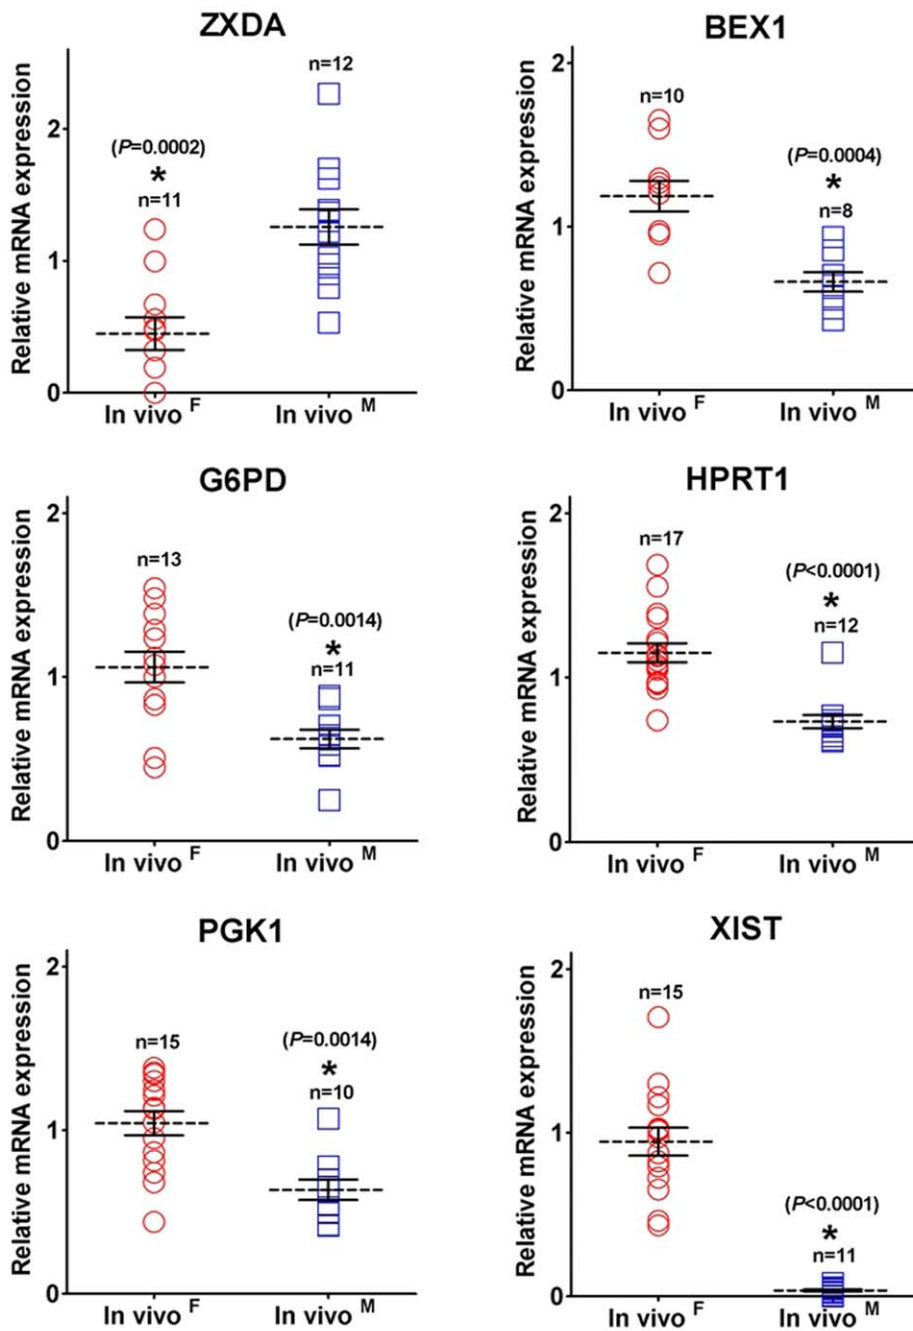 ZXDA
Relative mRNA expression
2
1
0
(P=0.0002)
*
n=11
n=12
In vivo F
In vivo M
BEX1
Relative mRNA expression
2
1
0
n=10
(P=0.0004)
*
n=8
In vivo F
In vivo M
G6PD
Relative mRNA expression
2
1
0
n=13
(P=0.0014)
*
n=11
In vivo F
In vivo M
HPRT1
Relative mRNA expression
2
1
0
n=17
(P<0.0001)
*
n=12
In vivo F
In vivo M
PGK1
Relative mRNA expression
2
1
0
n=15
(P=0.0014)
*
n=10
In vivo F
In vivo M
XIST
Relative mRNA expression
2
1
0
n=15
(P<0.0001)
*
n=11
In vivo F
In vivo M